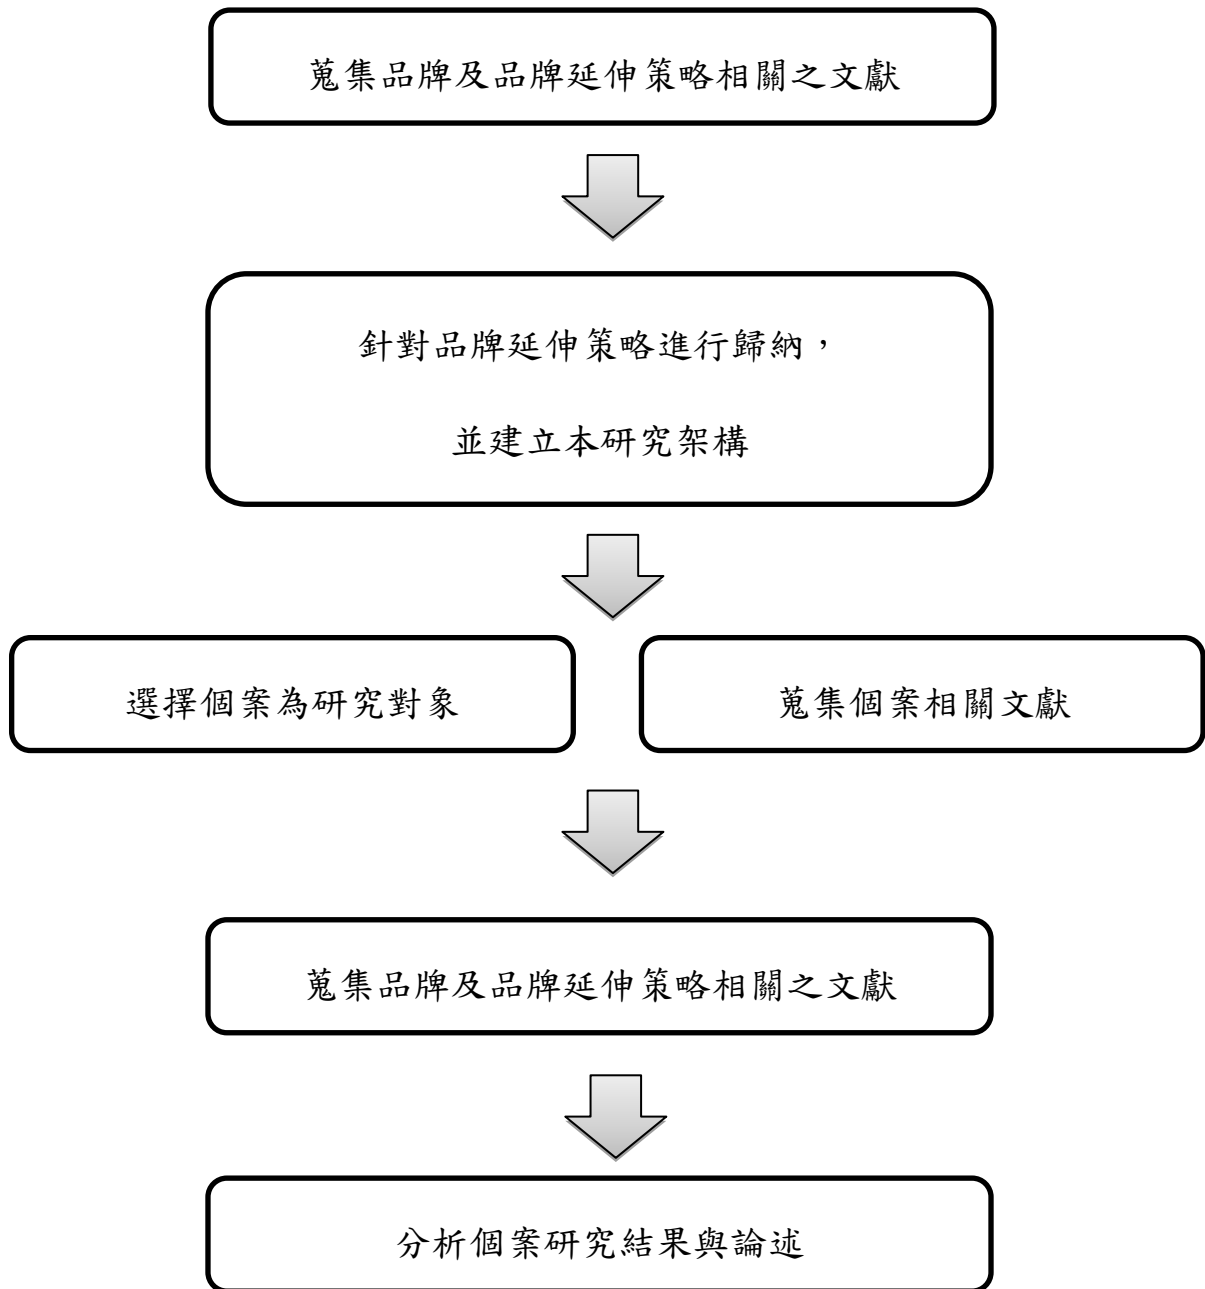 蒐集品牌及品牌延伸策略相關之文獻
針對品牌延伸策略進行歸納，
並建立本研究架構
選擇個案為研究對象
蒐集個案相關文獻
蒐集品牌及品牌延伸策略相關之文獻
分析個案研究結果與論述